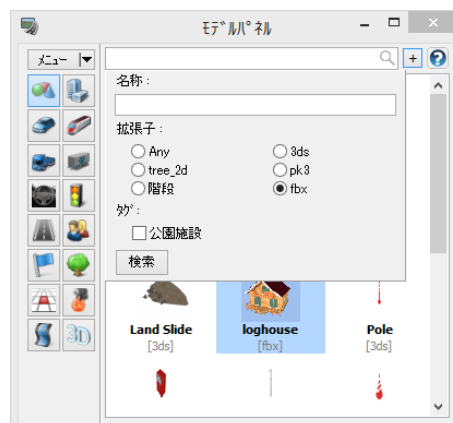 ﾓﾃﾞﾙﾊﾟﾈﾙ
ﾒﾆｭｰ
+
?
名称 :
拡張子 :
Any
3ds
tree_2d
pk3
階段
fbx
ﾀｸﾞ :
公園施設
検索
3D
Land Slide
loghouse
Pole
[3ds]
[fbx]
[3ds]